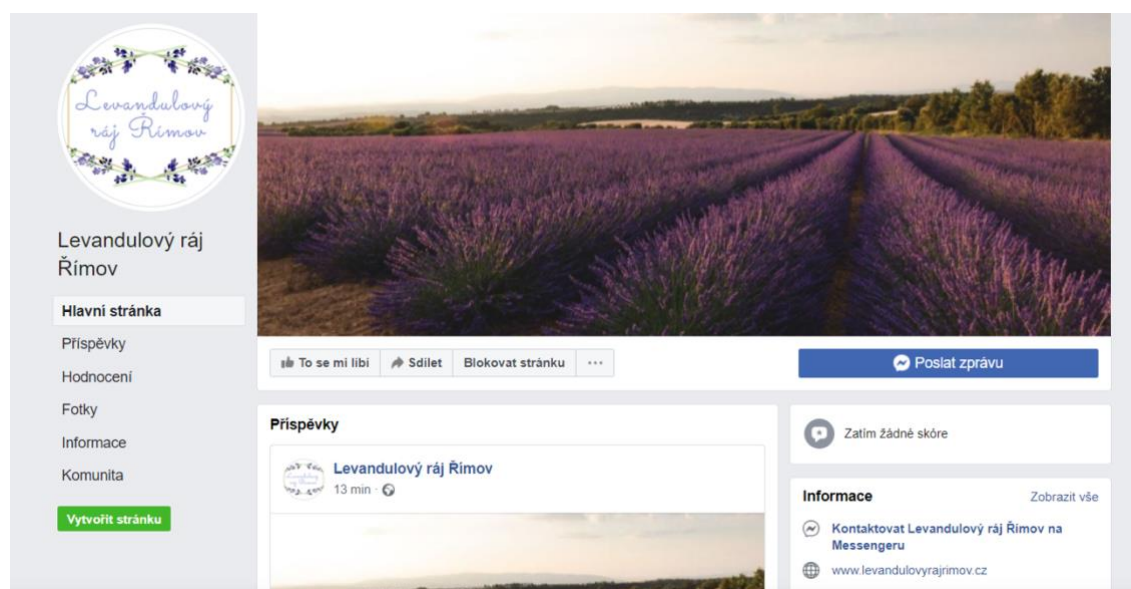 Levandulový
ráj Římov
Levandulový ráj
Římov
Hlavní stránka
Příspěvky
Hodnocení
Fotky
Informace
Komunita
Vytvořit stránku
To se mi líbí
Sdílet
Blokovat stránku
...
Poslat zprávu
Příspěvky
Levandulový ráj Římov
13 min ·
Zatím žádné skóre
Informace
Zobrazit vše
Kontaktovat Levandulový ráj Římov na
Messengeru
www.levandulovyrajrimov.cz